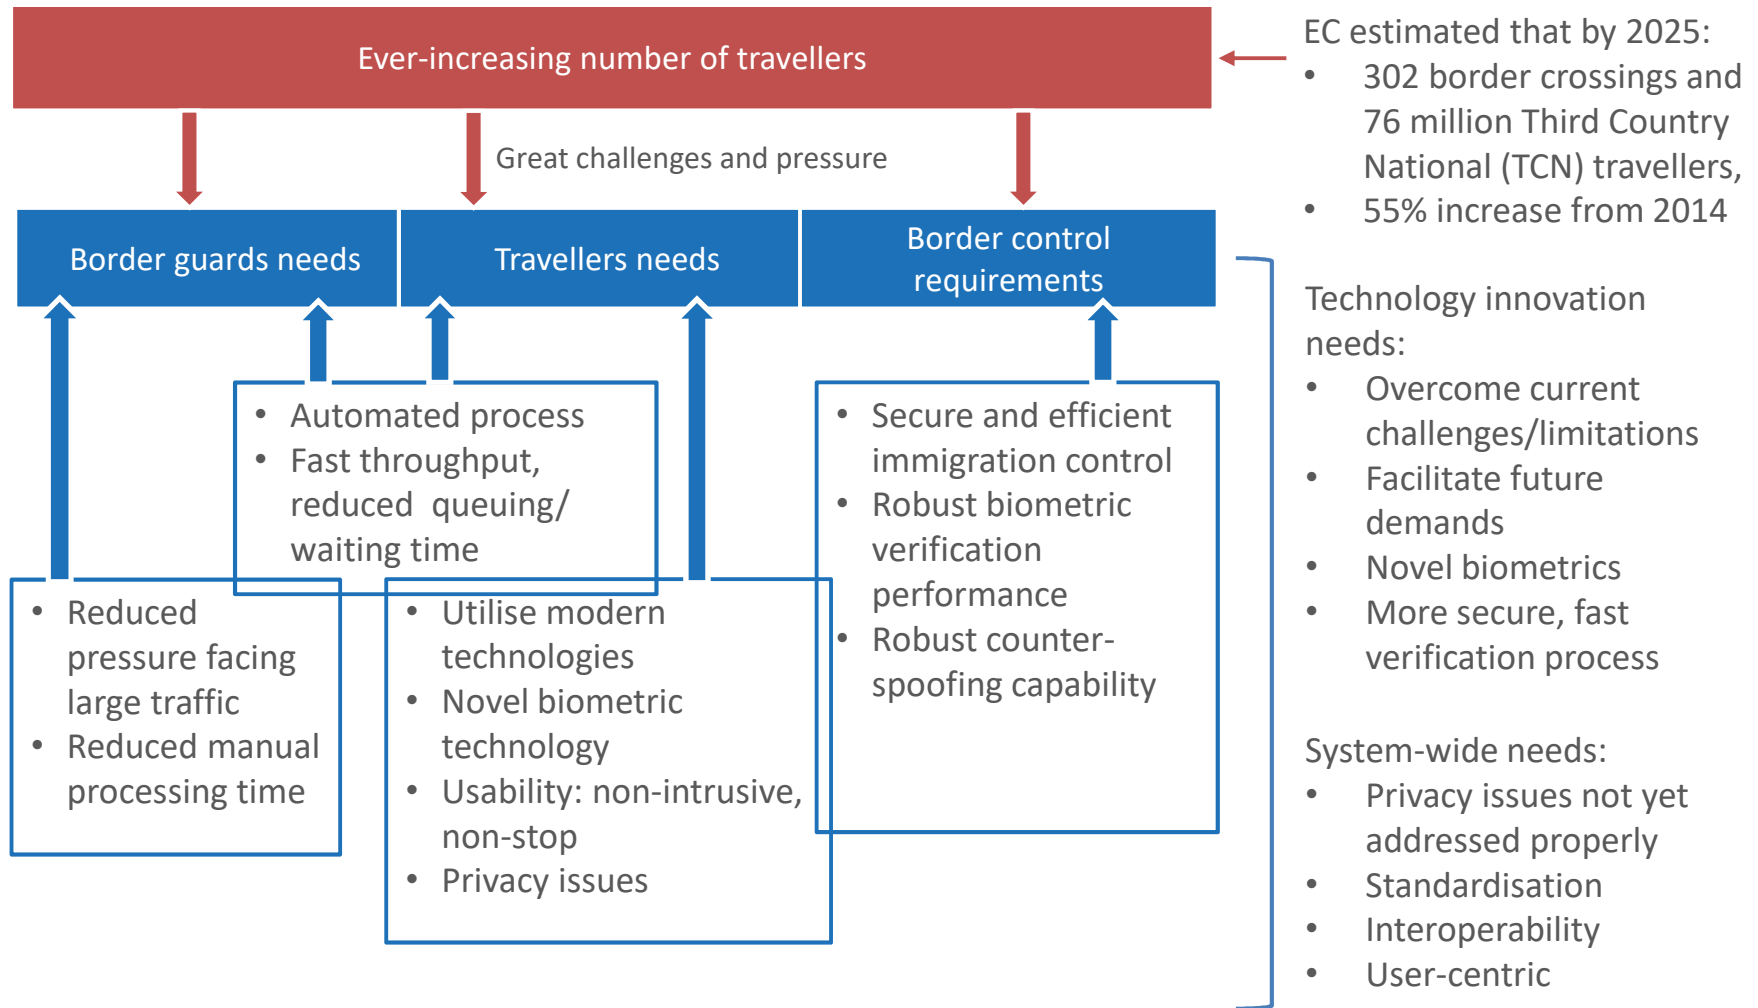 Ever-increasing number of travellers
Great challenges and pressure
Border guards needs
Travellers needs
Border control
requirements
• Automated process
• Fast throughput,
reduced  queuing/
waiting time
• Reduced
pressure facing
large traffic
• Reduced manual
processing time
• Utilise modern
technologies
• Novel biometric
technology
• Usability: non-intrusive,
non-stop
• Privacy issues
• Secure and efficient
immigration control
• Robust biometric
verification
performance
• Robust counter-
spoofing capability
EC estimated that by 2025:
• 302 border crossings and
76 million Third Country
National (TCN) travellers,
• 55% increase from 2014
Technology innovation
needs:
• Overcome current
challenges/limitations
• Facilitate future
demands
• Novel biometrics
• More secure, fast
verification process
System-wide needs:
• Privacy issues not yet
addressed properly
• Standardisation
• Interoperability
• User-centric